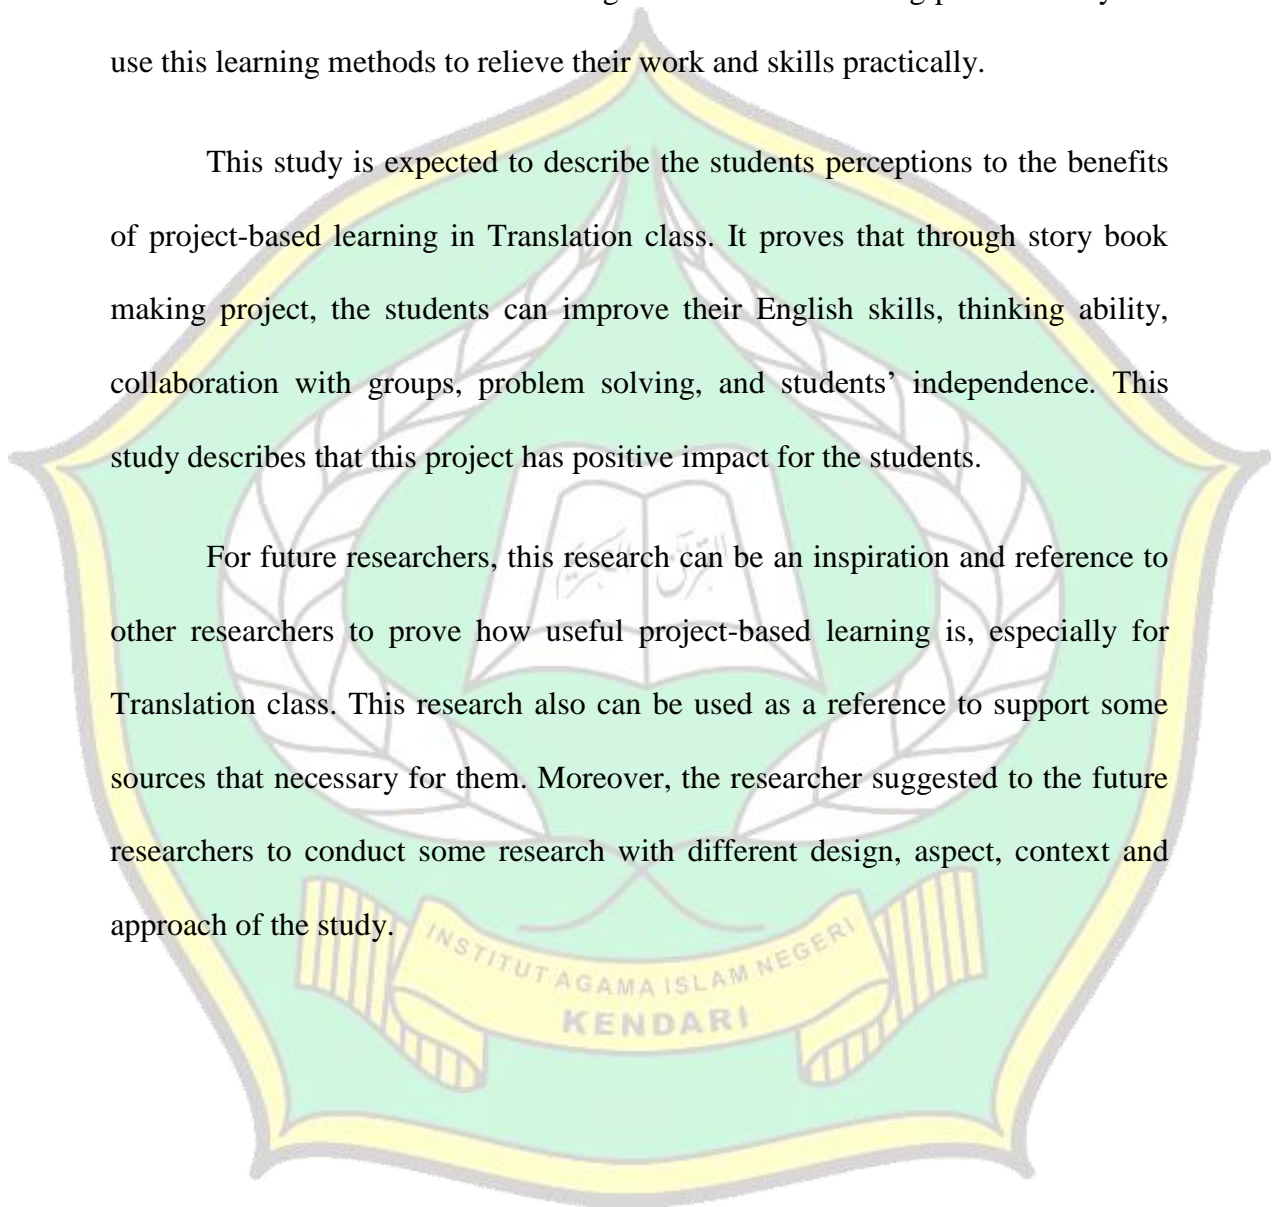 use this learning methods to relieve their work and skills practically.
This study is expected to describe the students perceptions to the benefits
of project-based learning in Translation class. It proves that through story book
making project, the students can improve their English skills, thinking ability,
collaboration with groups, problem solving, and students’ independence. This
study describes that this project has positive impact for the students.
For future researchers, this research can be an inspiration and reference to
other researchers to prove how useful project-based learning is, especially for
Translation class. This research also can be used as a reference to support some
sources that necessary for them. Moreover, the researcher suggested to the future
researchers to conduct some research with different design, aspect, context and
approach of the study.
القرآن الكريم
INSTITUT AGAMA ISLAM NEGERI
KENDARI